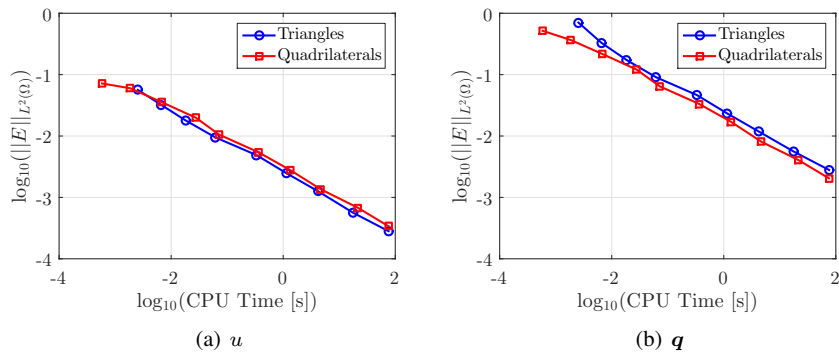 0
-1
-2
-3
-4
-4
-2
0
2
log₁₀(||E||_{L²(Ω)})
log₁₀(CPU Time [s])
Triangles
Quadrilaterals
(a) u
0
-1
-2
-3
-4
-4
-2
0
2
log₁₀(||E||_{L²(Ω)})
log₁₀(CPU Time [s])
Triangles
Quadrilaterals
(b) q